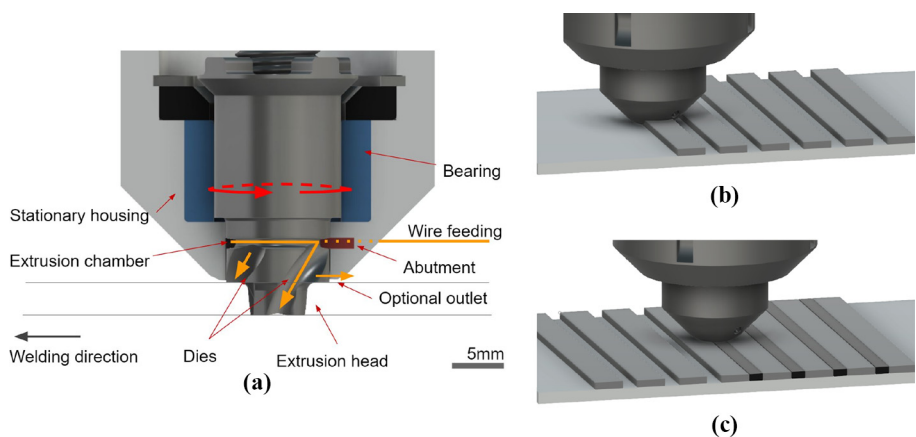 Bearing
Stationary housing
Wire feeding
Extrusion chamber
Abutment
Optional outlet
Welding direction
Dies
Extrusion head
5mm
(a)
(b)
(c)